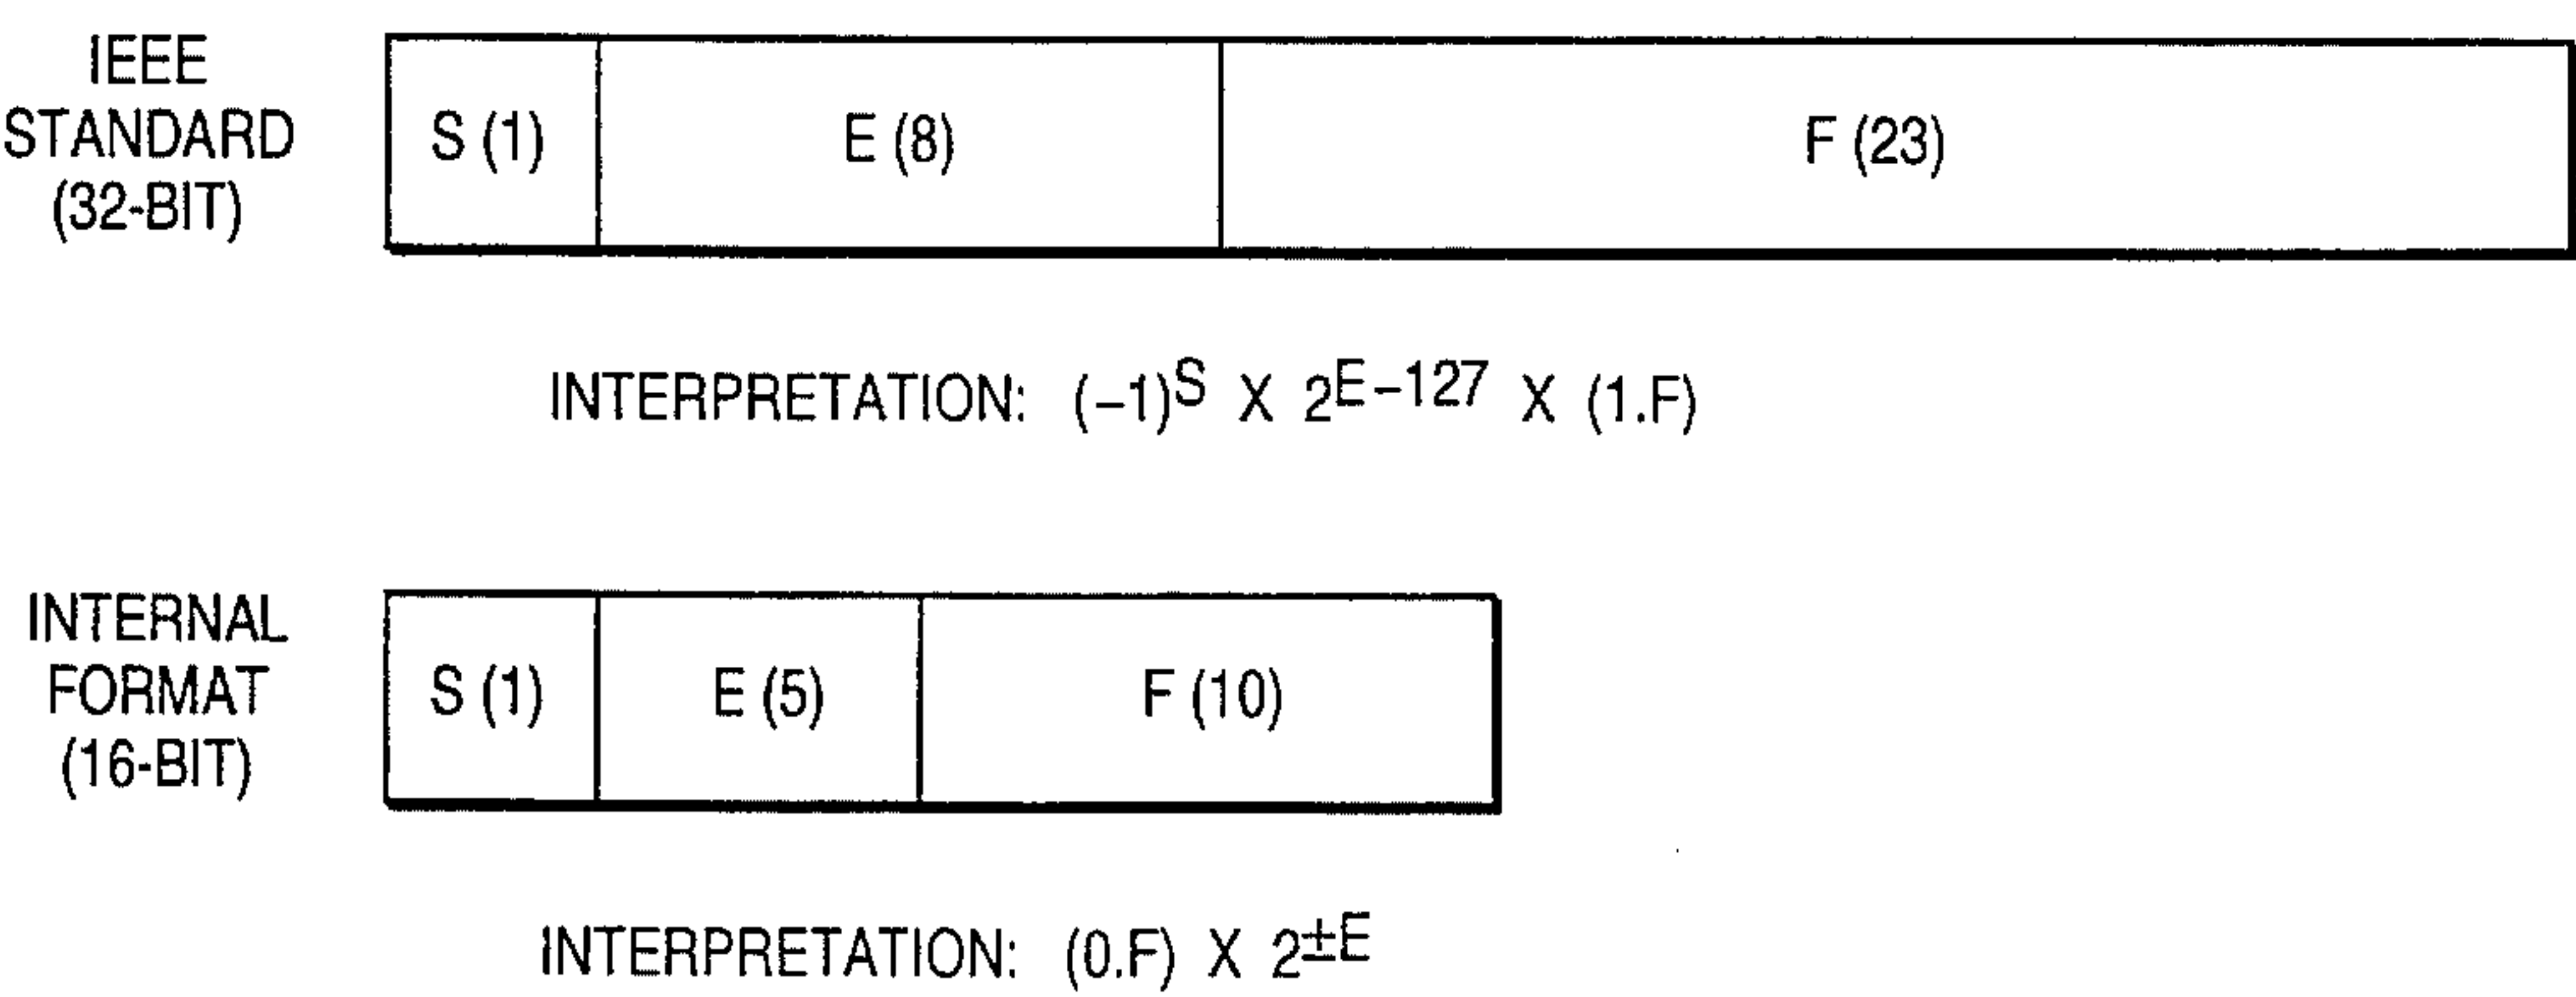 IEEE
STANDARD
(32-BIT)
S (1)
E (8)
F (23)
INTERPRETATION: (–1)^S X 2^E–127 X (1.F)
INTERNAL
FORMAT
(16-BIT)
S (1)
E (5)
F (10)
INTERPRETATION: (0.F) X 2^±E